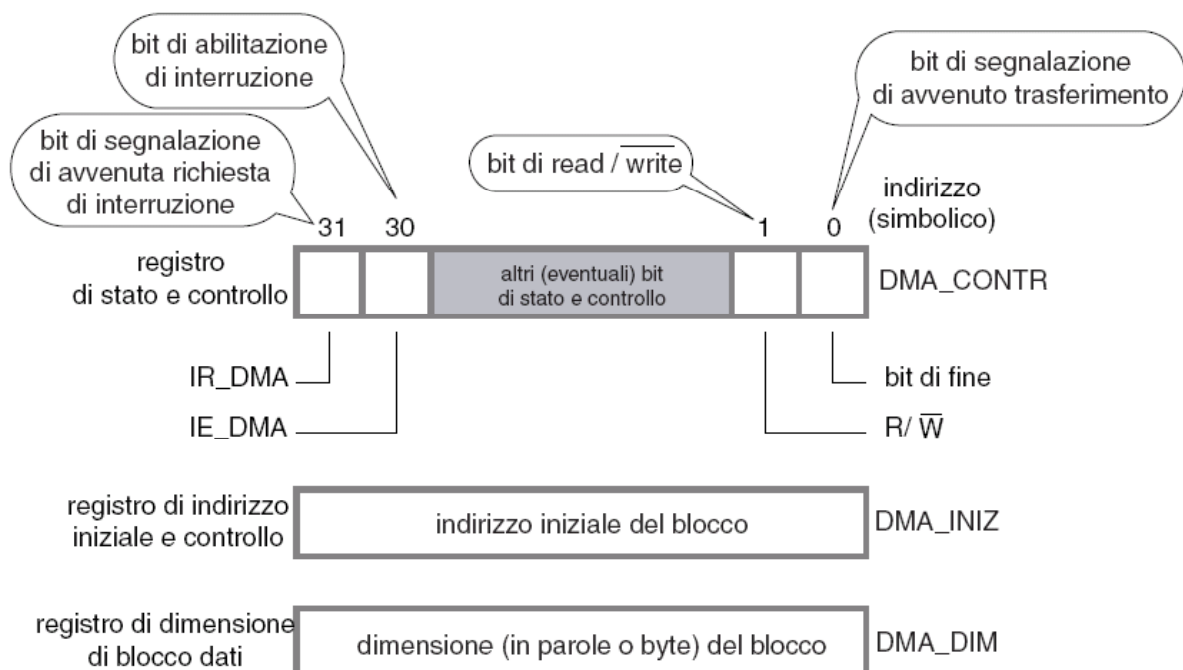 bit di abilitazione
di interruzione
bit di segnalazione
di avvenuto trasferimento
bit di segnalazione
di avvenuta richiesta
di interruzione
bit di read / write
indirizzo
(simbolico)
31 30 1 0
registro
di stato e controllo
altri (eventuali) bit
di stato e controllo
DMA_CONTR
IR_DMA
bit di fine
IE_DMA
R/ W
registro di indirizzo
iniziale e controllo
indirizzo iniziale del blocco
DMA_INIZ
registro di dimensione
di blocco dati
dimensione (in parole o byte) del blocco
DMA_DIM